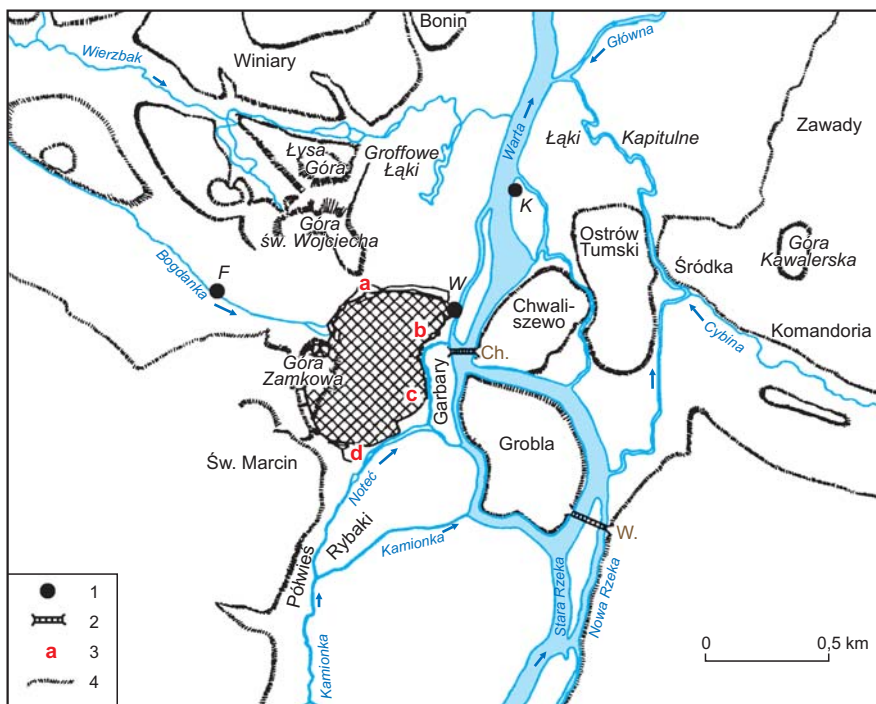 Bonin
Główna
Wierzbak
Winiary
Zawady
Warta
Łąki Kapitulne
Łysa
Góra
Groffowe
Łąki
K
Góra
św. Wojciecha
Ostrów
Tumski
Góra
Kawalerska
Śródka
F
Bogdanka
a
W
b
Chwali-
szewo
Cybina
Komandoria
Ch.
Góra
Zamkowa
Garbary
c
d
Św. Marcin
Grobla
Noteć
Rybaki
W.
Kamionka
Półwieś
Stara Rzeka
Nowa Rzeka
Kamionka
1
2
a 3
4
0 0,5 km